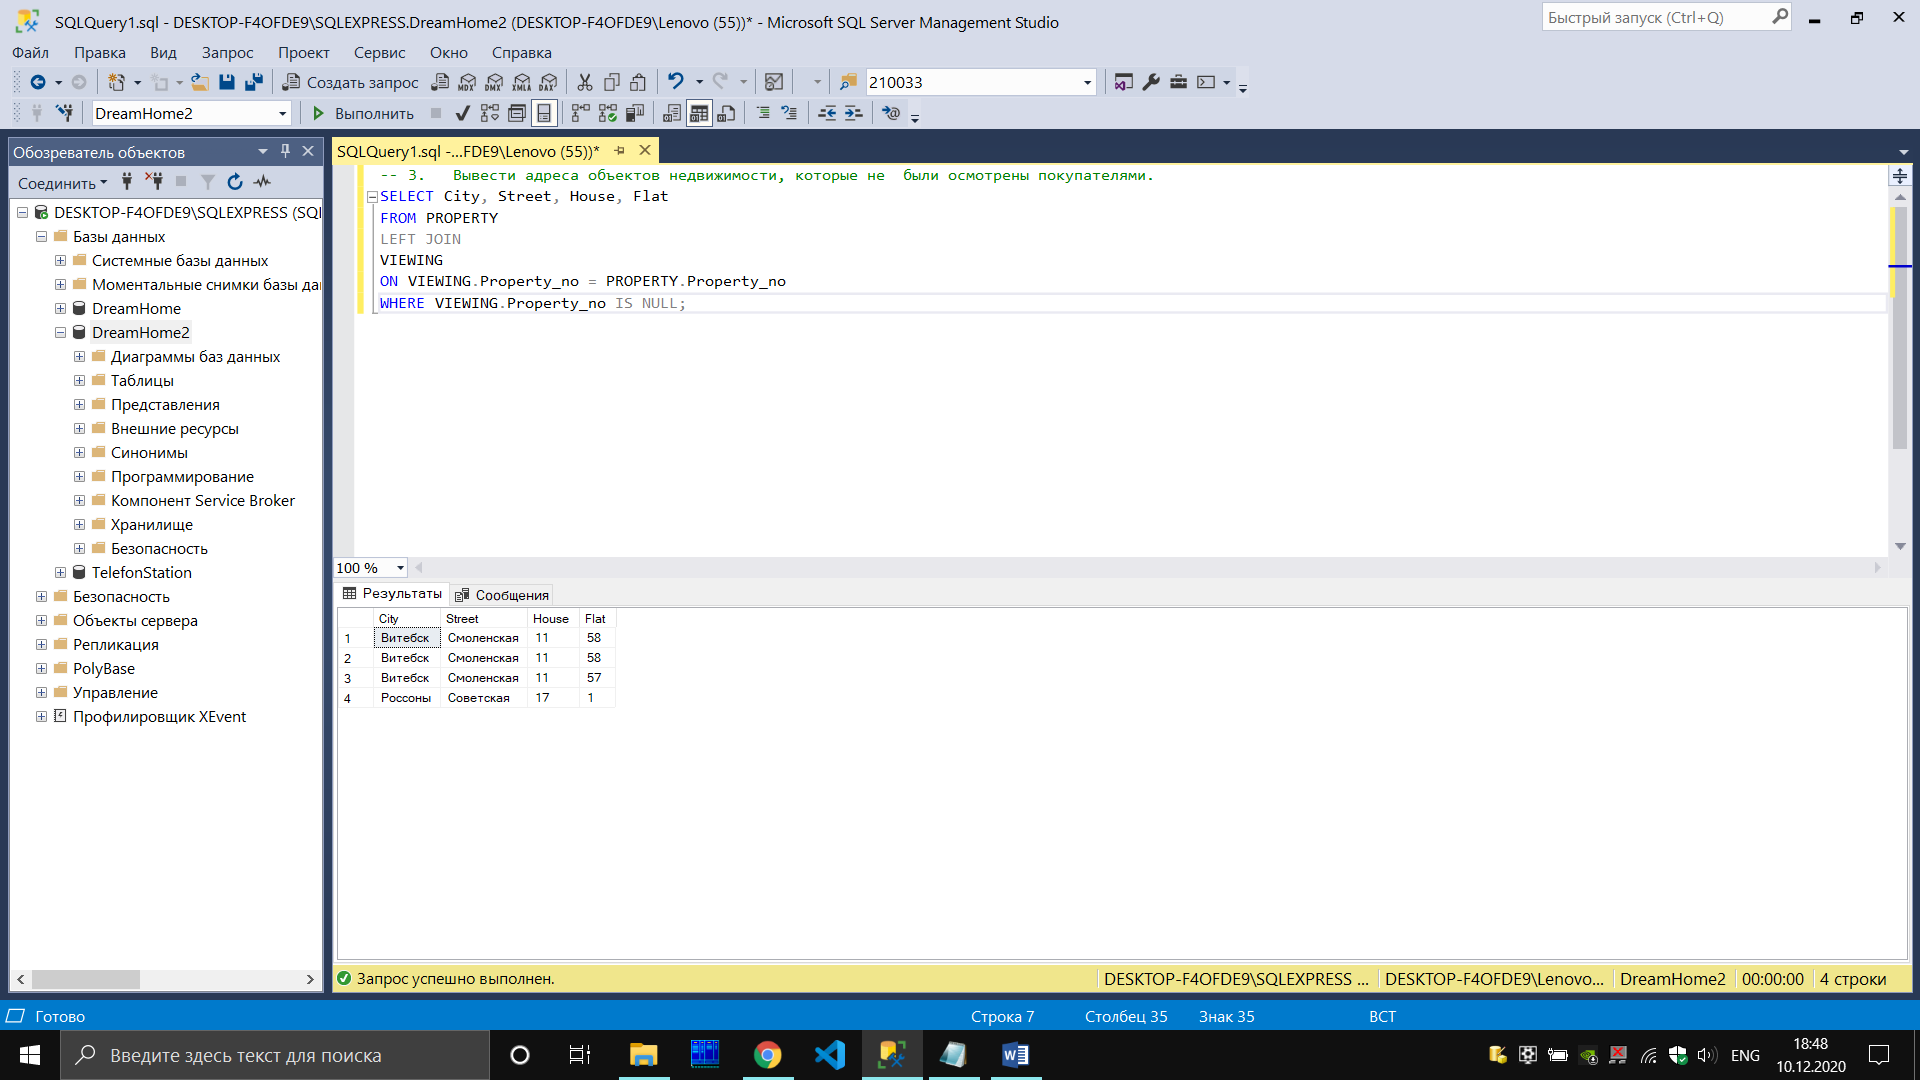 SQLQuery1.sql - DESKTOP-F4OFDE9\SQLEXPRESS.DreamHome2 (DESKTOP-F4OFDE9\Lenovo (55))* - Microsoft SQL Server Management Studio
Быстрый запуск (Ctrl+Q)
Файл Правка Вид Запрос Проект Сервис Окно Справка
Создать запрос MDX DMX XMLA DAX 210033
DreamHome2 Выполнить
Обозреватель объектов
Соединить
DESKTOP-F4OFDE9\SQLEXPRESS (SQl
Базы данных
Системные базы данных
Моментальные снимки базы да
DreamHome
DreamHome2
Диаграммы баз данных
Таблицы
Представления
Внешние ресурсы
Синонимы
Программирование
Компонент Service Broker
Хранилище
Безопасность
TelefonStation
Безопасность
Объекты сервера
Репликация
PolyBase
Управление
Профилировщик XEvent
SQLQuery1.sql -...FDE9\Lenovo (55))*
-- 3. Вывести адреса объектов недвижимости, которые не были осмотрены покупателями.
SELECT City, Street, House, Flat
FROM PROPERTY
LEFT JOIN
VIEWING
ON VIEWING.Property_no = PROPERTY.Property_no
WHERE VIEWING.Property_no IS NULL;
100 %
Результаты Сообщения
City Street House Flat
1 Витебск Смоленская 11 58
2 Витебск Смоленская 11 58
3 Витебск Смоленская 11 57
4 Россоны Советская 17 1
Запрос успешно выполнен. DESKTOP-F4OFDE9\SQLEXPRESS ... DESKTOP-F4OFDE9\Lenovo... DreamHome2 00:00:00 4 строки
Готово Строка 7 Столбец 35 Знак 35 ВСТ
Введите здесь текст для поиска
ENG
18:48
10.12.2020